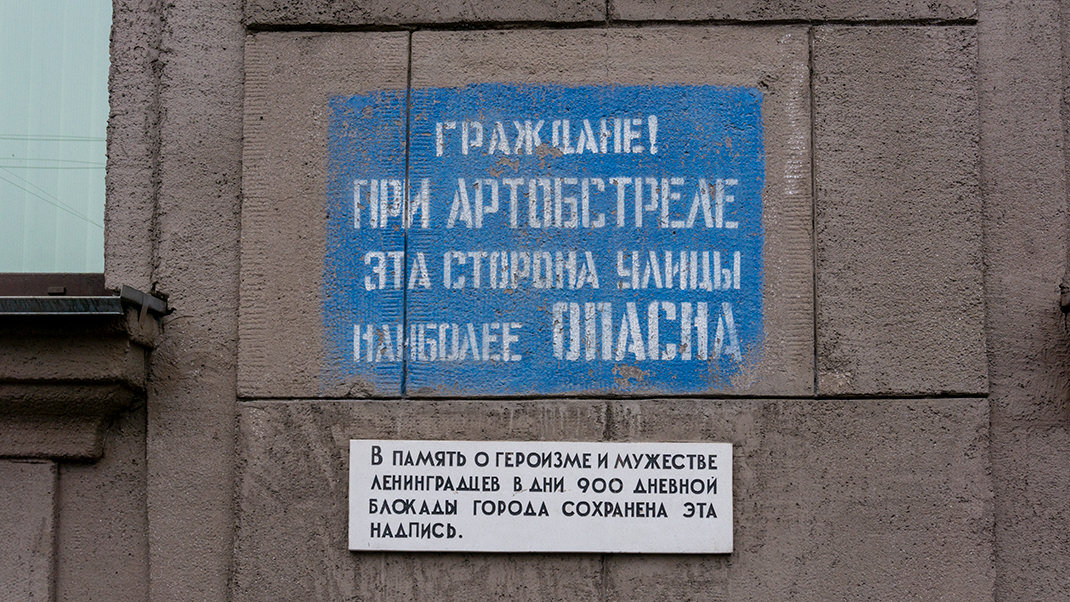 ГРАЖДАНЕ!
ПРИ АРТОБСТРЕЛЕ
ЭТА СТОРОНА УЛИЦЫ
НАИБОЛЕЕ ОПАСНА
В ПАМЯТЬ О ГЕРОИЗМЕ И МУЖЕСТВЕ
ЛЕНИНГРАДЦЕВ В ДНИ 900 ДНЕВНОЙ
БЛОКАДЫ ГОРОДА СОХРАНЕНА ЭТА
НАДПИСЬ.